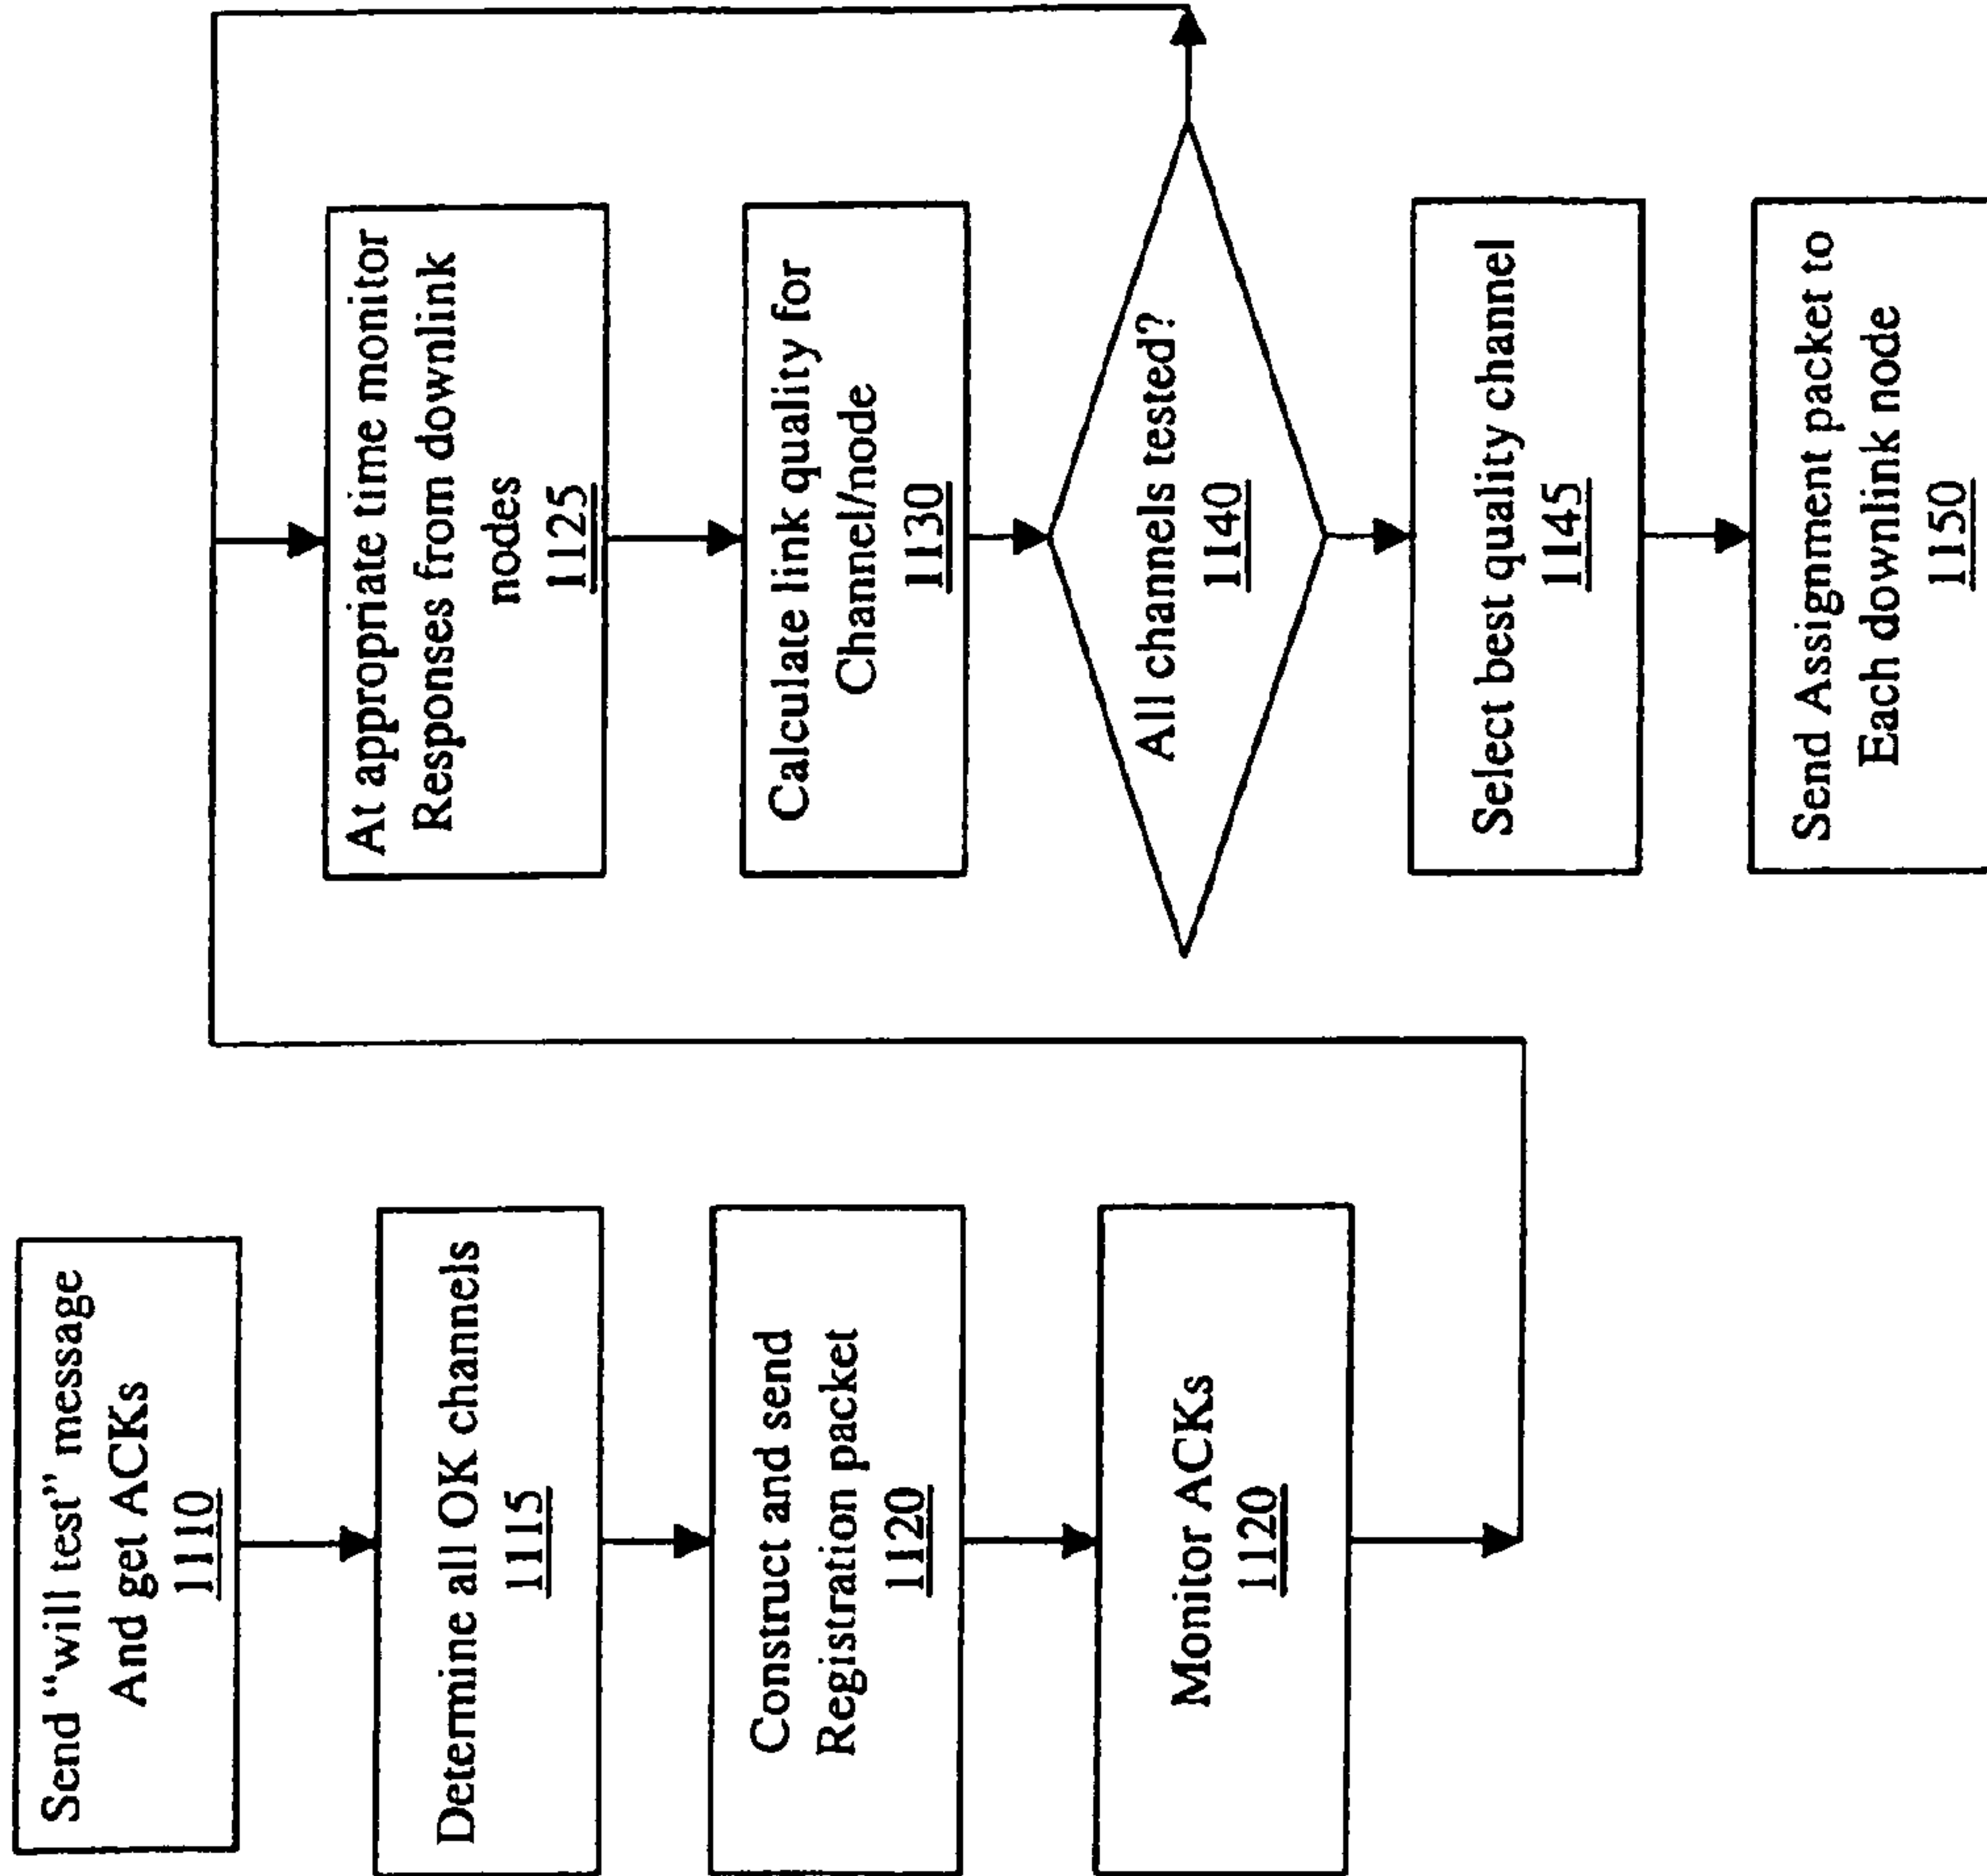 Send “will test” message
And get ACKs
1110
Determine all OK channels
1115
Construct and send
Registration packet
1120
Monitor ACKs
1120
At appropriate time monitor
Responses from downlink
nodes
1125
Calculate link quality for
Channel/node
1130
All channels tested?
1140
Select best quality channel
1145
Send Assignment packet to
Each downlink node
1150